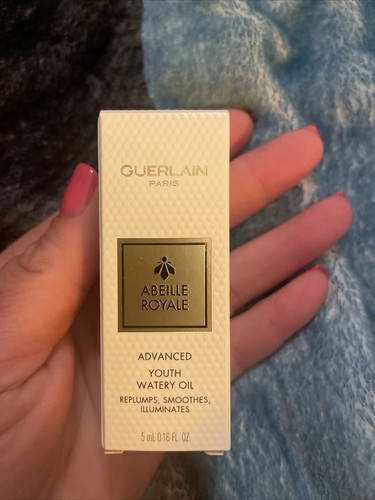 GUERLAIN
PARIS
ABEILLE
ROYALE
ADVANCED
YOUTH
WATERY OIL
REPLUMPS, SMOOTHES,
ILLUMINATES
5 mL 0.16 FL. OZ.